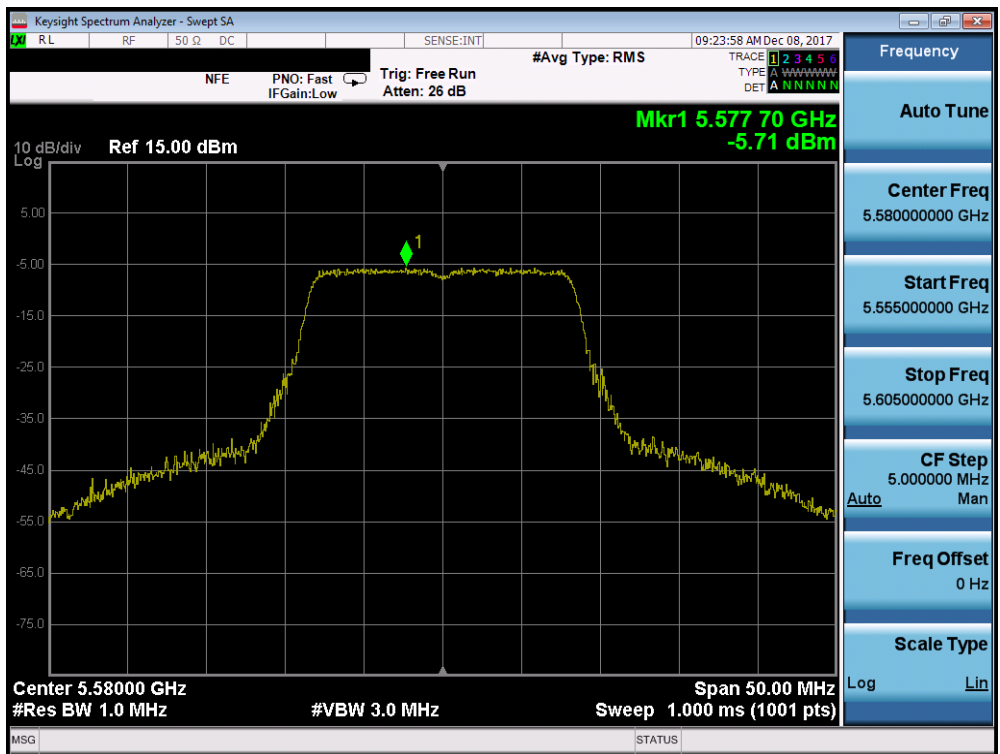 Keysight Spectrum Analyzer - Swept SA
LXI RL RF 50 Ω DC SENSE:INT 09:23:58 AM Dec 08, 2017
NFE PNO: Fast Trig: Free Run #Avg Type: RMS TRACE 1 2 3 4 5 6
IFGain:Low Atten: 26 dB TYPE A WWWWW
DET A N N N N N
Mkr1 5.577 70 GHz
-5.71 dBm
10 dB/div Ref 15.00 dBm
Log
1
5.00
-5.00
-15.0
-25.0
-35.0
-45.0
-55.0
-65.0
-75.0
Center 5.58000 GHz Span 50.00 MHz
#Res BW 1.0 MHz #VBW 3.0 MHz Sweep 1.000 ms (1001 pts)
MSG STATUS
Frequency
Auto Tune
Center Freq
5.580000000 GHz
Start Freq
5.555000000 GHz
Stop Freq
5.605000000 GHz
CF Step
5.000000 MHz
Auto Man
Freq Offset
0 Hz
Scale Type
Log Lin